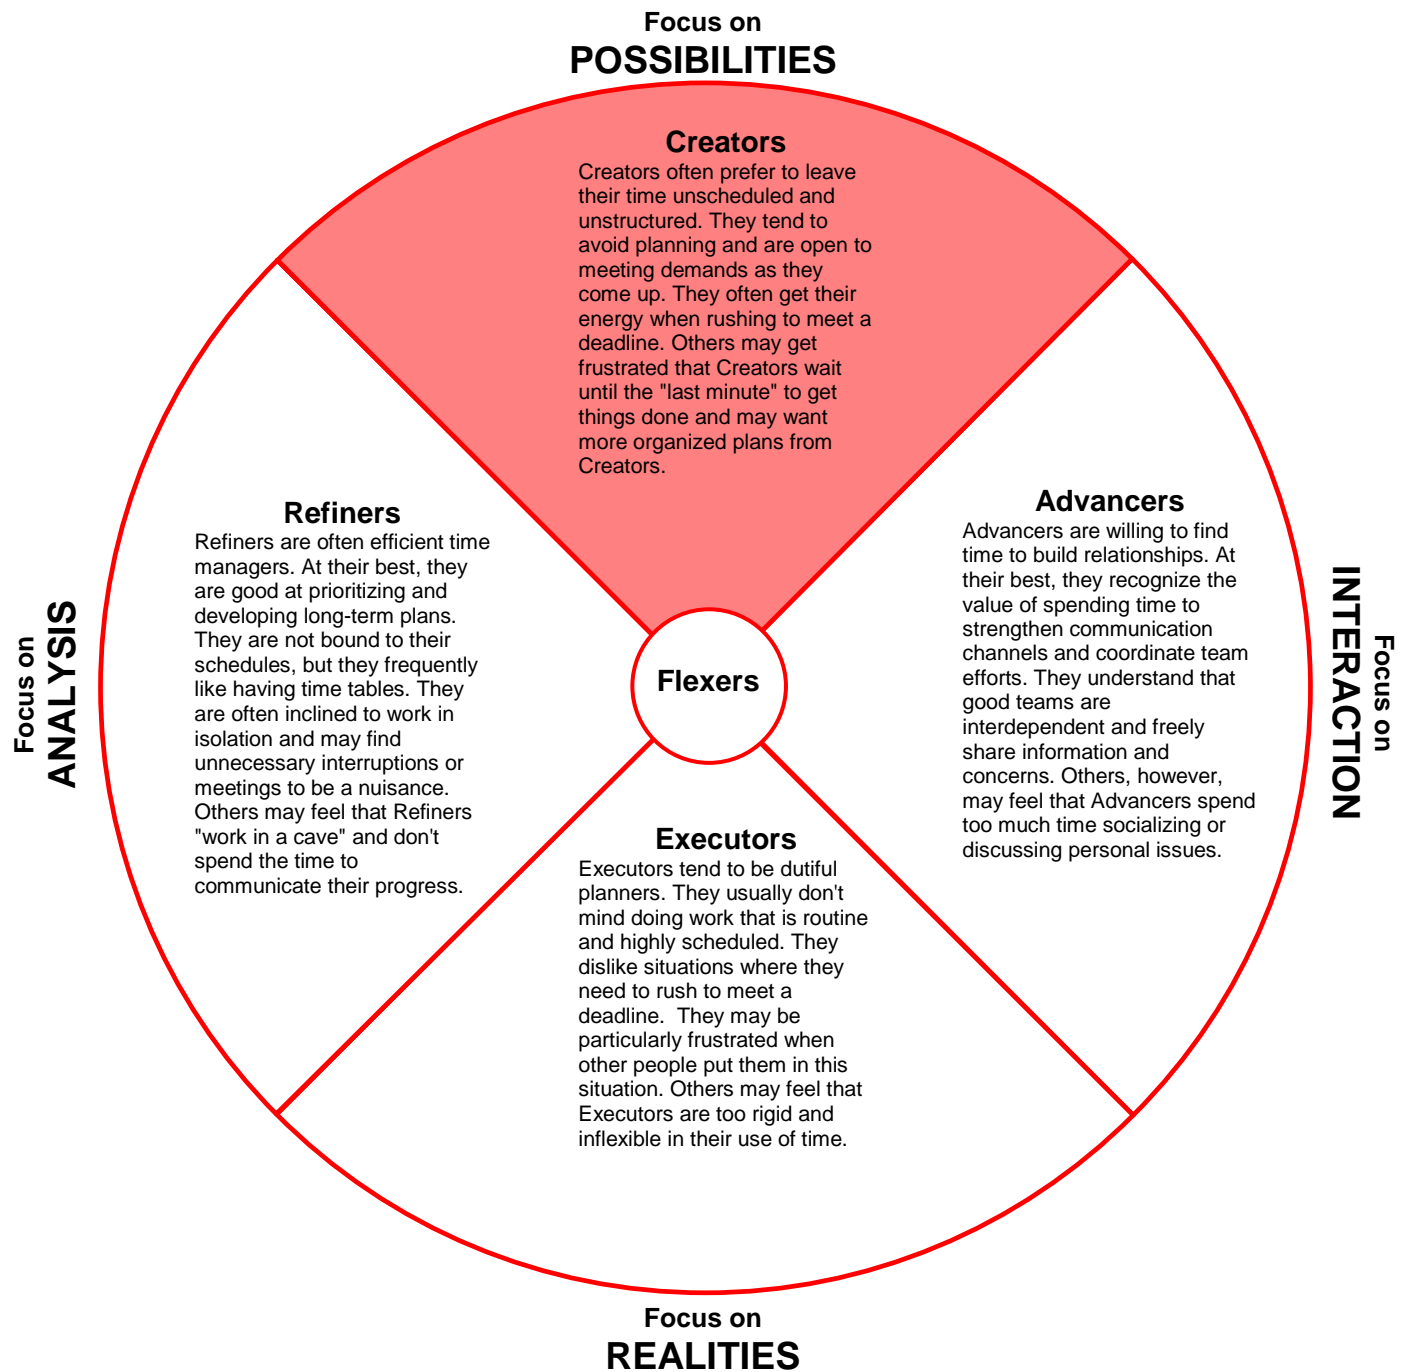 Focus on
POSSIBILITIES
Creators
Creators often prefer to leave
their time unscheduled and
unstructured. They tend to
avoid planning and are open to
meeting demands as they
come up. They often get their
energy when rushing to meet a
deadline. Others may get
frustrated that Creators wait
until the "last minute" to get
things done and may want
more organized plans from
Creators.
Focus on
ANALYSIS
Refiners
Refiners are often efficient time
managers. At their best, they
are good at prioritizing and
developing long-term plans.
They are not bound to their
schedules, but they frequently
like having time tables. They
are often inclined to work in
isolation and may find
unnecessary interruptions or
meetings to be a nuisance.
Others may feel that Refiners
"work in a cave" and don't
spend the time to
communicate their progress.
Flexers
Advancers
Advancers are willing to find
time to build relationships. At
their best, they recognize the
value of spending time to
strengthen communication
channels and coordinate team
efforts. They understand that
good teams are
interdependent and freely
share information and
concerns. Others, however,
may feel that Advancers spend
too much time socializing or
discussing personal issues.
Focus on
INTERACTION
Executors
Executors tend to be dutiful
planners. They usually don't
mind doing work that is routine
and highly scheduled. They
dislike situations where they
need to rush to meet a
deadline.  They may be
particularly frustrated when
other people put them in this
situation. Others may feel that
Executors are too rigid and
inflexible in their use of time.
Focus on
REALITIES